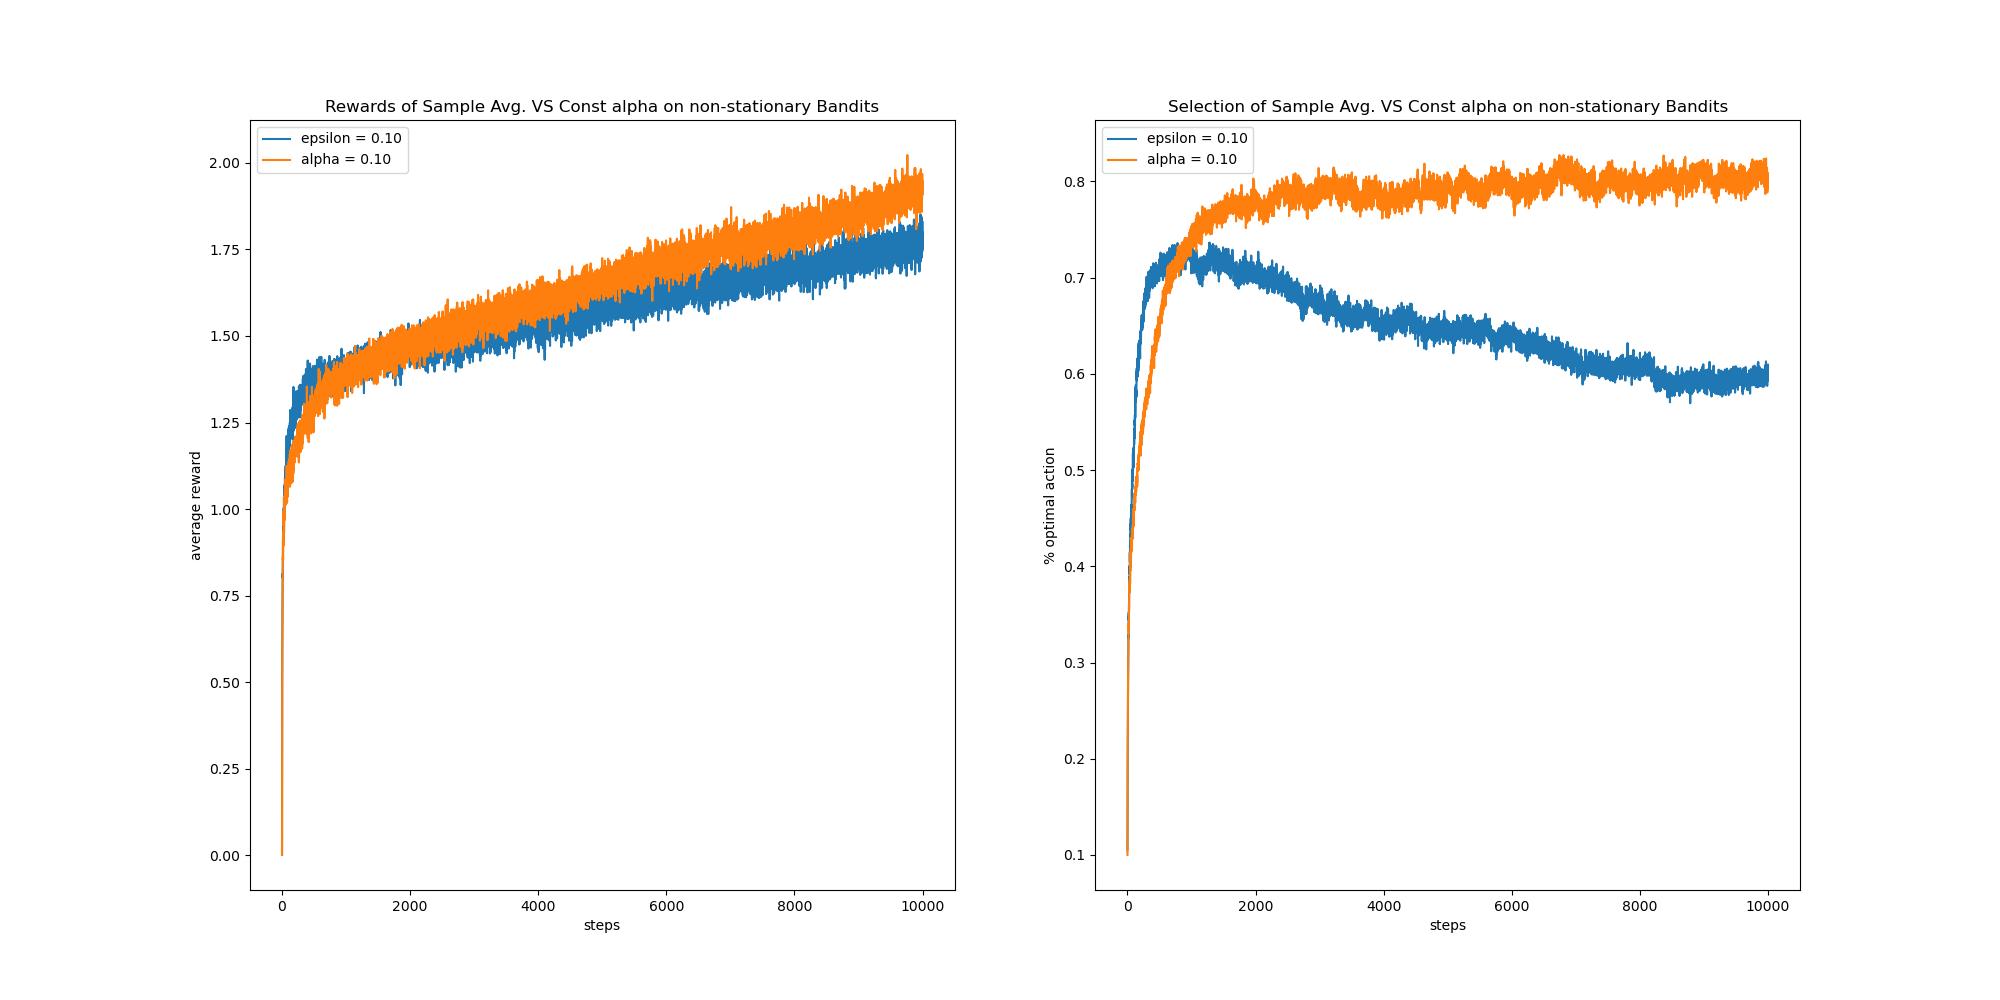 Rewards of Sample Avg. VS Const alpha on non-stationary Bandits
epsilon = 0.10
alpha = 0.10
2.00
1.75
1.50
1.25
1.00
0.75
0.50
0.25
0.00
average reward
0 2000 4000 6000 8000 10000
steps
Selection of Sample Avg. VS Const alpha on non-stationary Bandits
epsilon = 0.10
alpha = 0.10
0.8
0.7
0.6
0.5
0.4
0.3
0.2
0.1
% optimal action
0 2000 4000 6000 8000 10000
steps